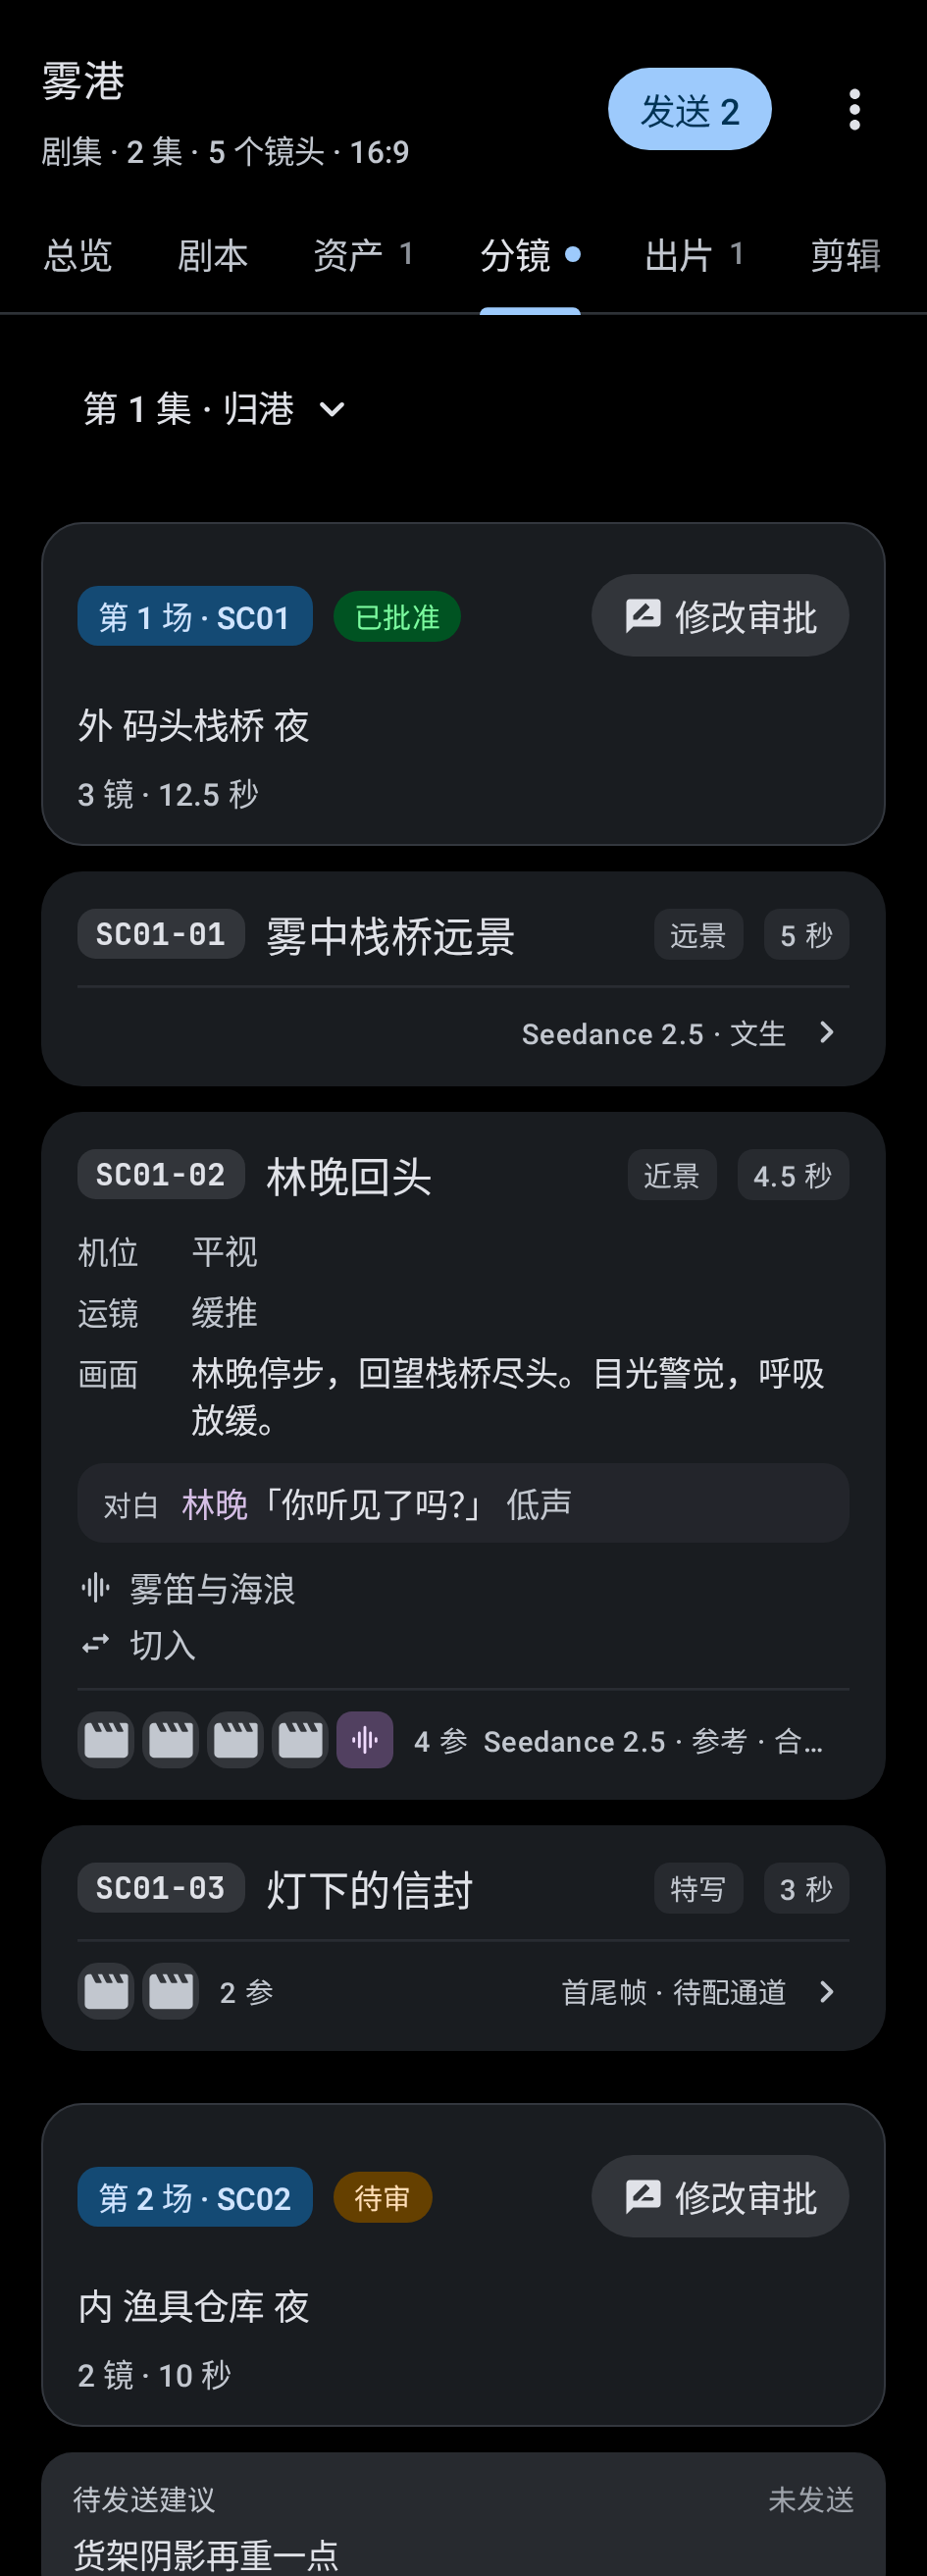 雾港
发送 2
剧集 · 2 集 · 5 个镜头 · 16:9
总览 剧本 资产 1 分镜 出片 1 剪辑
第 1 集 · 归港
第 1 场 · SC01 已批准 修改审批
外 码头栈桥 夜
3 镜 · 12.5 秒
SC01-01 雾中栈桥远景 远景 5 秒
Seedance 2.5 · 文生
SC01-02 林晚回头 近景 4.5 秒
机位 平视
运镜 缓推
画面 林晚停步，回望栈桥尽头。目光警觉，呼吸
放缓。
对白 林晚「你听见了吗？」 低声
雾笛与海浪
切入
4 参 Seedance 2.5 · 参考 · 合…
SC01-03 灯下的信封 特写 3 秒
2 参 首尾帧 · 待配通道
第 2 场 · SC02 待审 修改审批
内 渔具仓库 夜
2 镜 · 10 秒
待发送建议 未发送
货架阴影再重一点